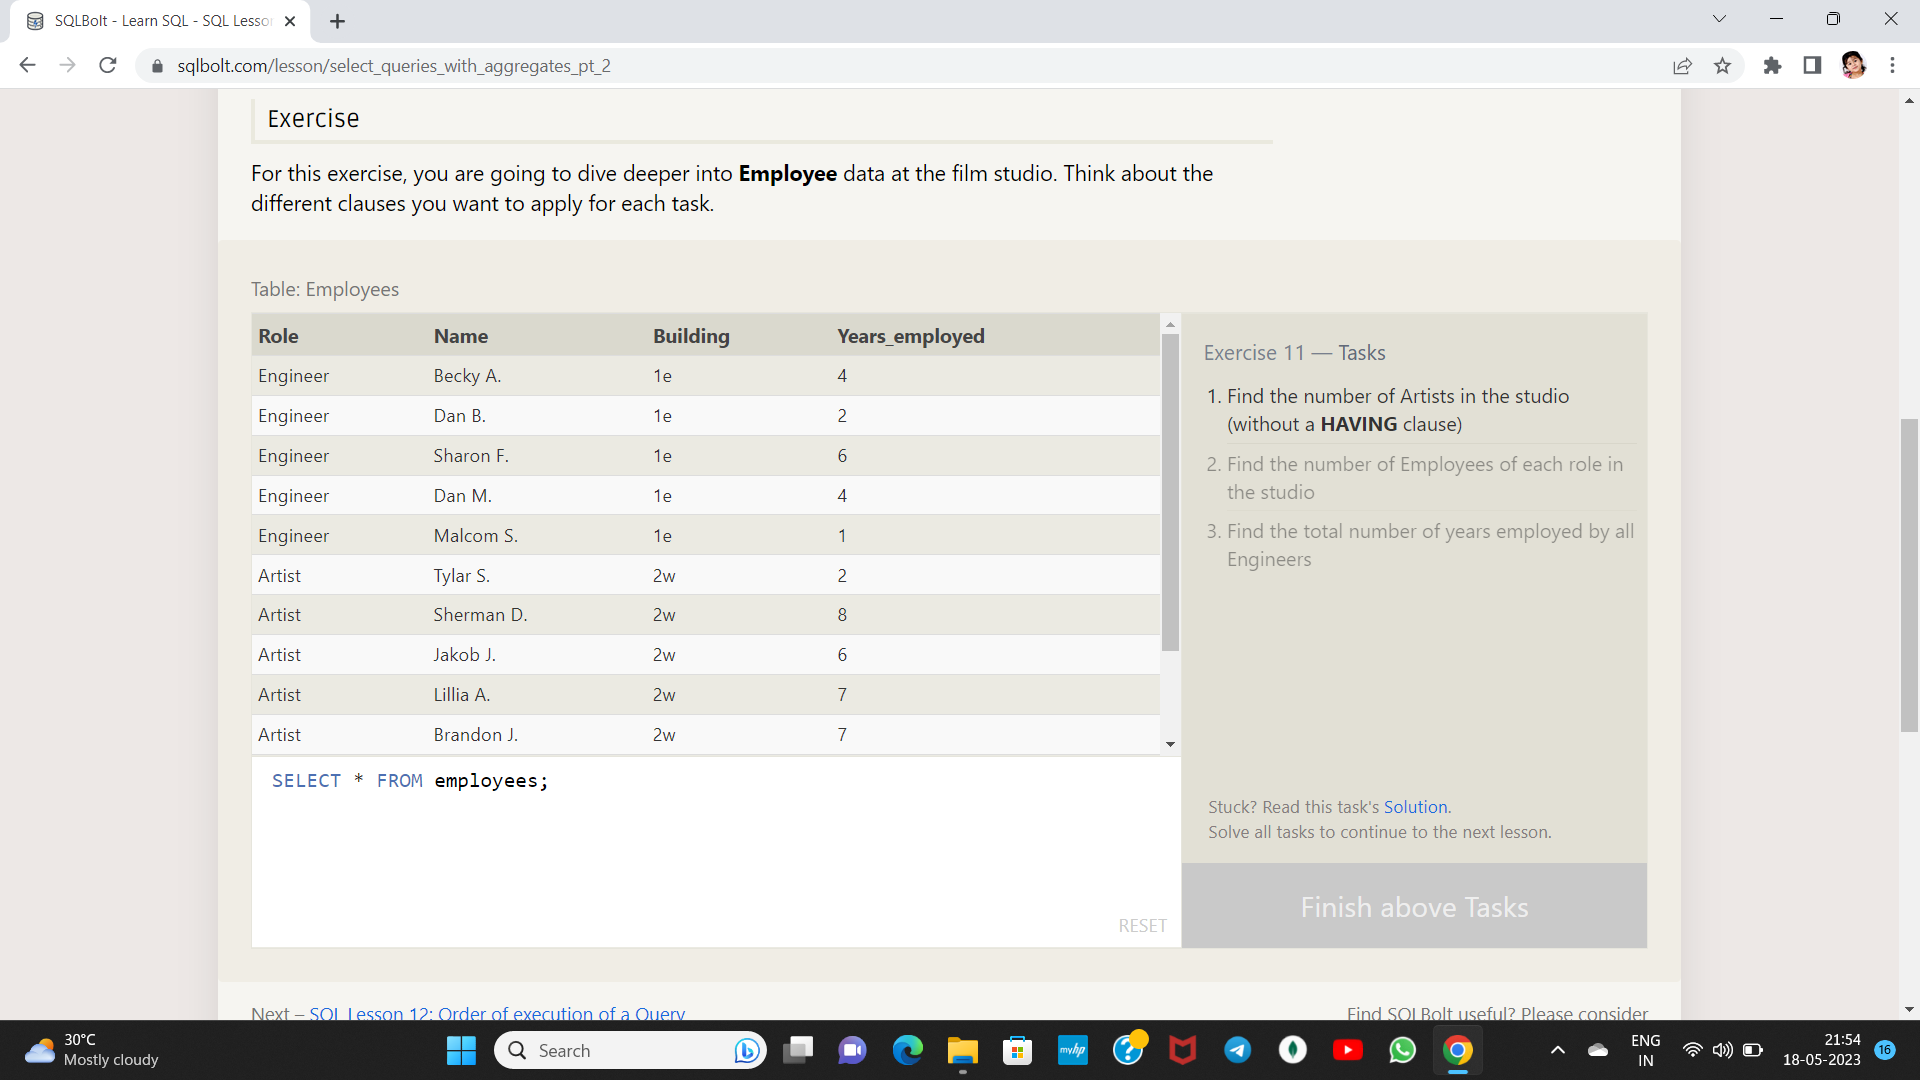 SQLBolt - Learn SQL - SQL Lesso
sqlbolt.com/lesson/select_queries_with_aggregates_pt_2
Exercise
For this exercise, you are going to dive deeper into Employee data at the film studio. Think about the
different clauses you want to apply for each task.
Table: Employees
Role Name Building Years_employed
Engineer Becky A. 1e 4
Engineer Dan B. 1e 2
Engineer Sharon F. 1e 6
Engineer Dan M. 1e 4
Engineer Malcom S. 1e 1
Artist Tylar S. 2w 2
Artist Sherman D. 2w 8
Artist Jakob J. 2w 6
Artist Lillia A. 2w 7
Artist Brandon J. 2w 7
SELECT * FROM employees;
RESET
Exercise 11 — Tasks
1. Find the number of Artists in the studio
(without a HAVING clause)
2. Find the number of Employees of each role in
the studio
3. Find the total number of years employed by all
Engineers
Stuck? Read this task's Solution.
Solve all tasks to continue to the next lesson.
Finish above Tasks
Next – SQL Lesson 12: Order of execution of a Query
Find SQLBolt useful? Please consider
30°C
Mostly cloudy
Search
myhp
ENG
IN
21:54
18-05-2023
16